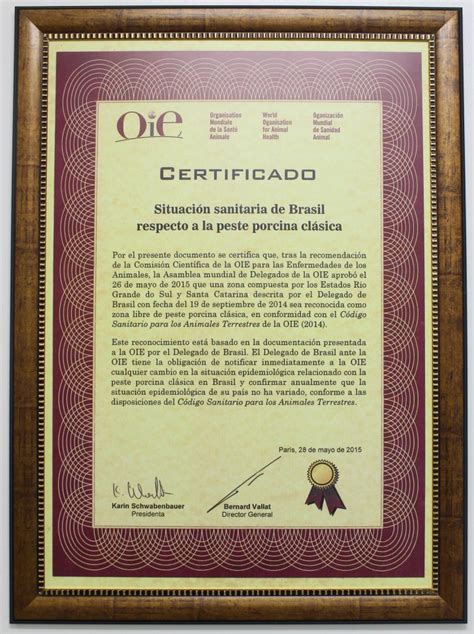 OiE
Organisation
Mondiale
de la Santé
Animale
World
Oganisation
for Animal
Health
Oganización
Mundial
de Sanidad
Animal
CERTIFICADO
Situación sanitaria de Brasil
respecto a la peste porcina clásica
Por el presente documento se certifica que, tras la recomendación
de la Comisión Científica de la OIE para las Enfermedades de los
Animales, la Asamblea mundial de Delegados de la OIE aprobó el
26 de mayo de 2015 que una zona compuesta por los Estados Rio
Grande do Sul y Santa Catarina descrita por el Delegado de
Brasil con fecha del 19 de septiembre de 2014 sea reconocida como
zona libre de peste porcina clásica, en conformidad con el Código
Sanitario para los Animales Terrestres de la OIE (2014).
Este reconocimiento está basado en la documentación presentada
a la OIE por el Delegado de Brasil. El Delegado de Brasil ante la
OIE tiene la obligación de notificar inmediatamente a la OIE
cualquier cambio en la situación epidemiológica relacionado con la
peste porcina clásica en Brasil y confirmar anualmente que la
situación epidemiológica de su país no ha variado, conforme a las
disposiciones del Código Sanitario para los Animales Terrestres.
Paris, 28 de mayo de 2015
Karin Schwabenbauer
Presidenta
Bernard Vallat
Director General